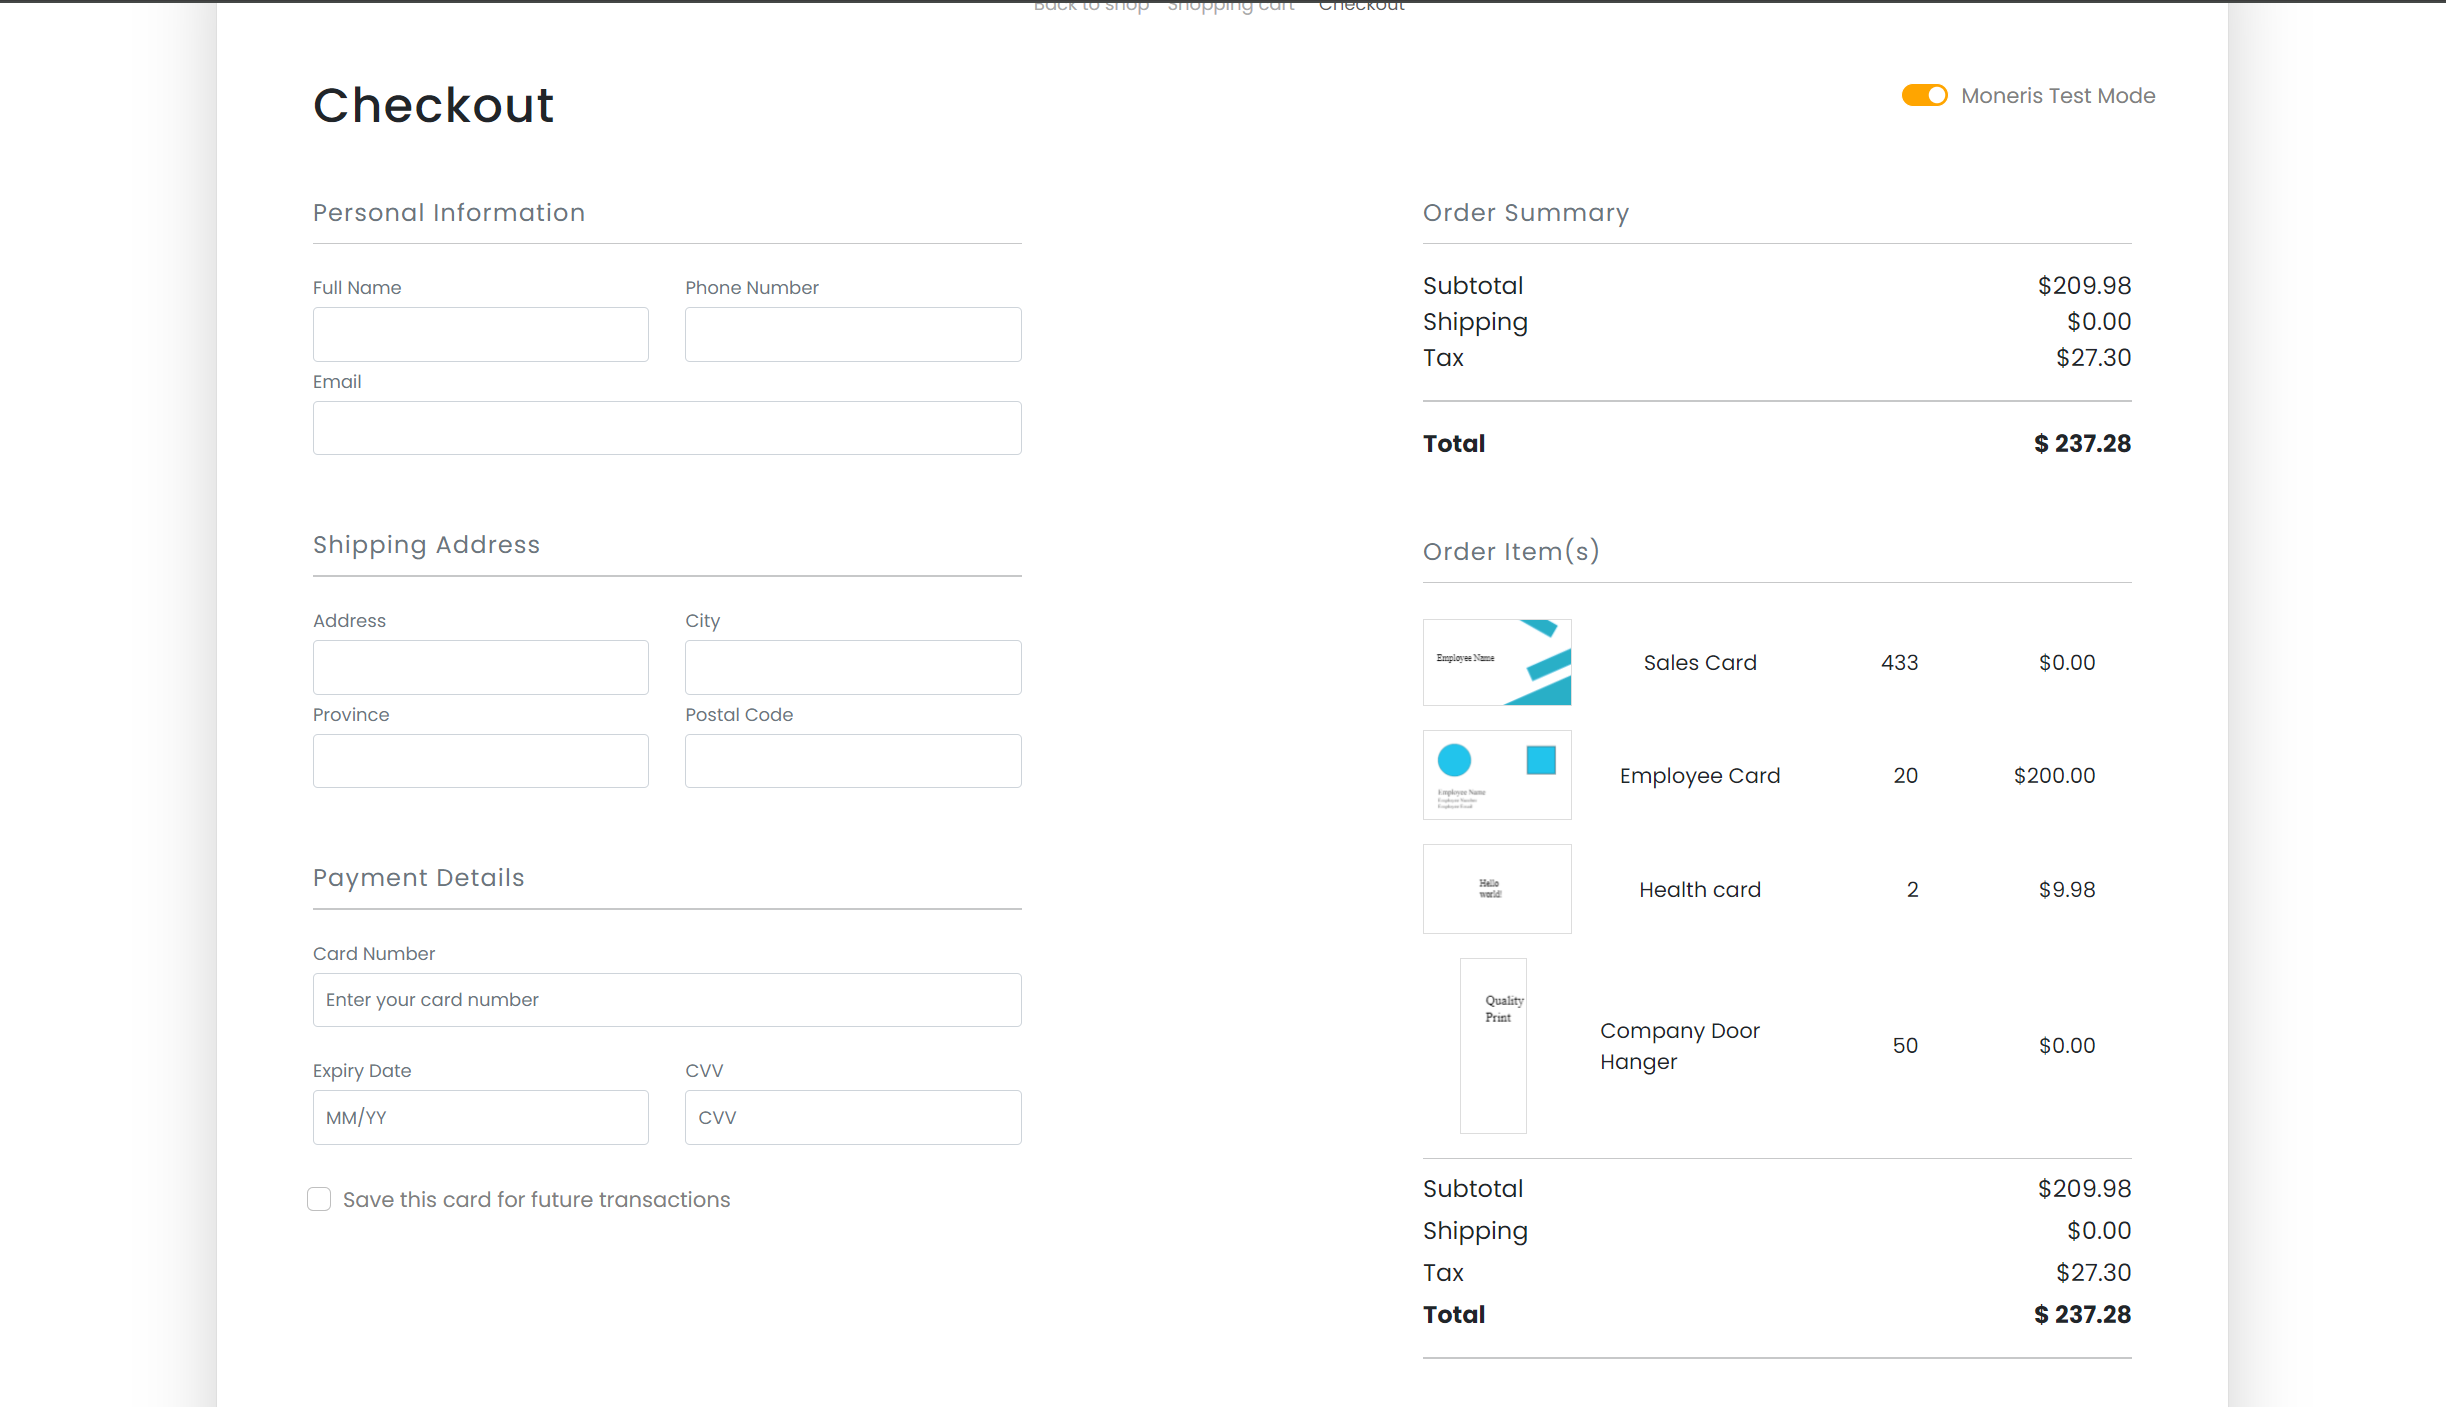 Back to shop Shopping cart Checkout
Checkout
Moneris Test Mode
Personal Information
Full Name Phone Number
Email
Shipping Address
Address City
Province Postal Code
Payment Details
Card Number
Enter your card number
Expiry Date CVV
MM/YY CVV
Save this card for future transactions
Order Summary
Subtotal $209.98
Shipping $0.00
Tax $27.30
Total $ 237.28
Order Item(s)
Employee Name
Sales Card 433 $0.00
Employee Name
Employee Number
Employee Email
Employee Card 20 $200.00
Hello
world!
Health card 2 $9.98
Quality
Print
Company Door
Hanger
50 $0.00
Subtotal $209.98
Shipping $0.00
Tax $27.30
Total $ 237.28